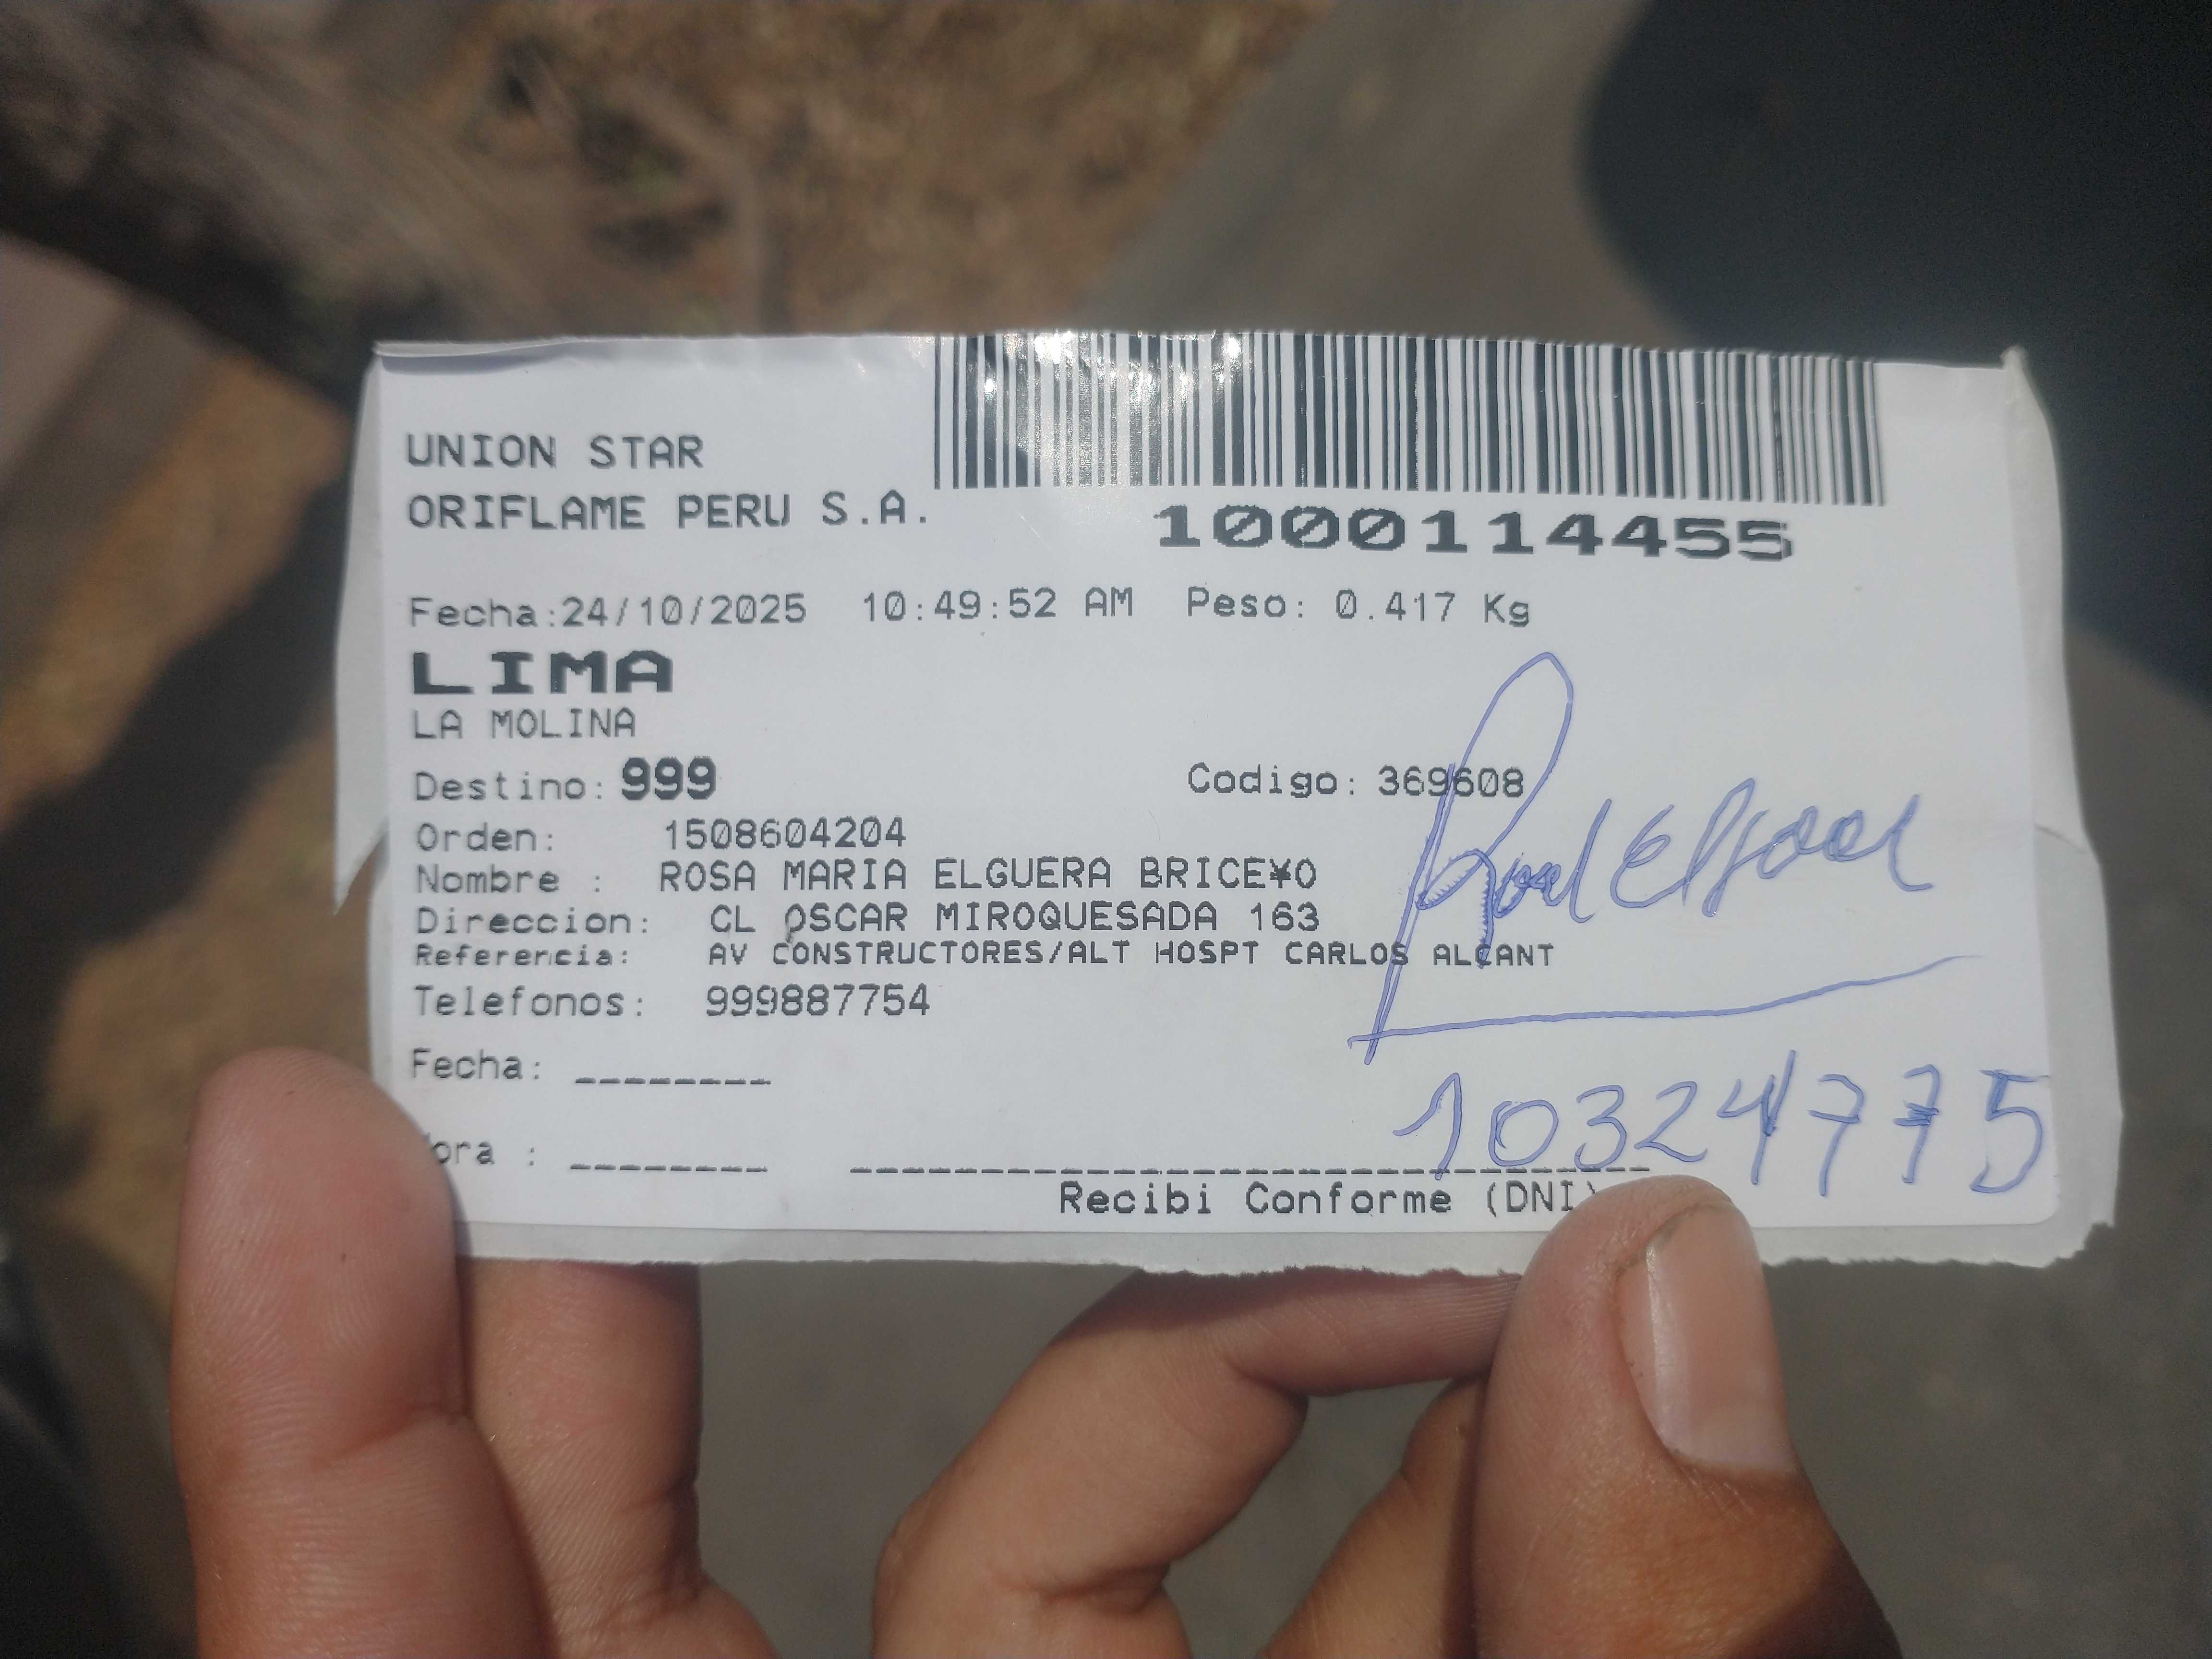 UNION STAR
ORIFLAME PERU S.A.
1000114455
Fecha:24/10/2025 10:49:52 AM Peso: 0.417 Kg
LIMA
LA MOLINA
Destino: 999 Codigo: 369608
Orden: 1508604204
Nombre : ROSA MARIA ELGUERA BRICE¥O
Direccion: CL OSCAR MIROQUESADA 163
Referencia: AV CONSTRUCTORES/ALT HOSPT CARLOS ALCANT
Telefonos: 999887754
Fecha: ________
10324775
ora : ________
Recibi Conforme (DNI)